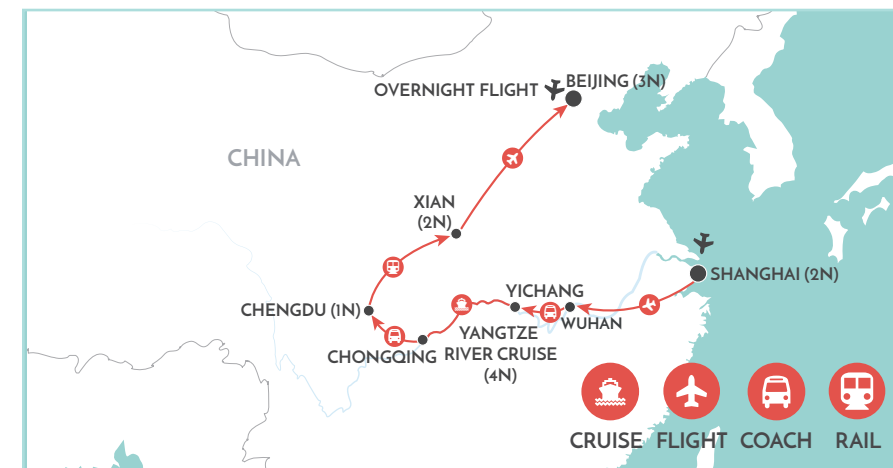 OVERNIGHT FLIGHT
BEIJING (3N)
CHINA
XIAN
(2N)
SHANGHAI (2N)
YICHANG
CHENGDU (1N)
WUHAN
YANGTZE
RIVER CRUISE
(4N)
CHONGQING
CRUISE FLIGHT COACH RAIL